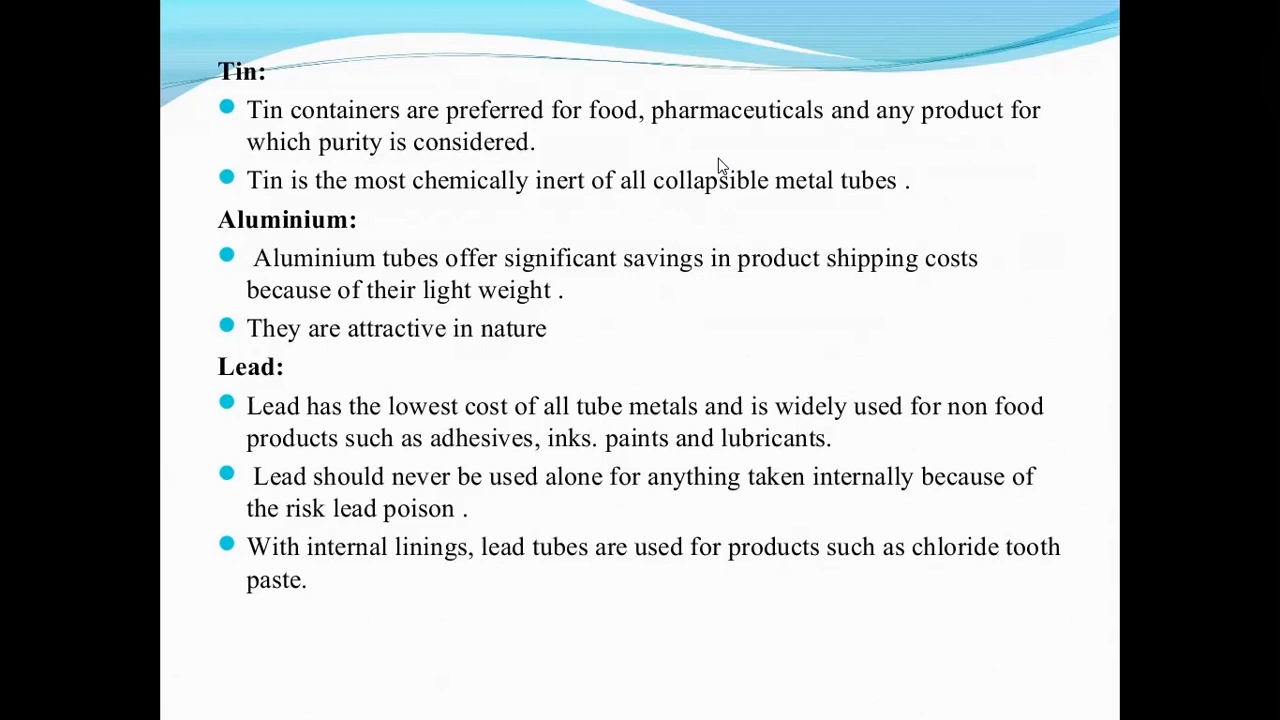 Tin:
Tin containers are preferred for food, pharmaceuticals and any product for
which purity is considered.
Tin is the most chemically inert of all collapsible metal tubes .
Aluminium:
Aluminium tubes offer significant savings in product shipping costs
because of their light weight .
They are attractive in nature
Lead:
Lead has the lowest cost of all tube metals and is widely used for non food
products such as adhesives, inks. paints and lubricants.
Lead should never be used alone for anything taken internally because of
the risk lead poison .
With internal linings, lead tubes are used for products such as chloride tooth
paste.